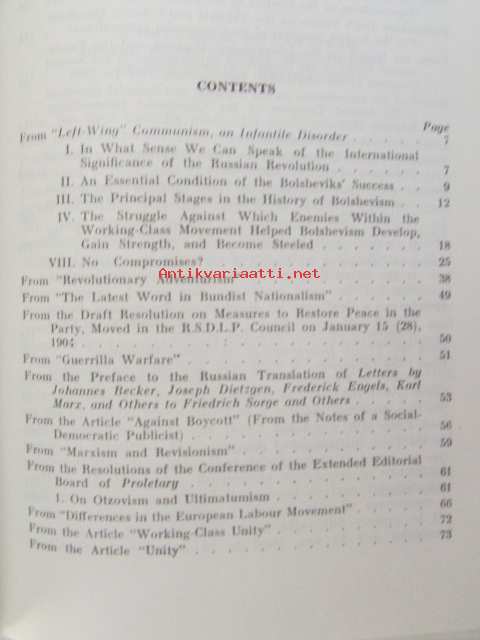 CONTENTS
Page
From "Left-Wing" Communism, an Infantile Disorder . . . . . . 7
I. In What Sense We Can Speak of the International
Significance of the Russian Revolution . . . . . . 7
II. An Essential Condition of the Bolsheviks' Success . . 9
III. The Principal Stages in the History of Bolshevism . . 12
IV. The Struggle Against Which Enemies Within the
Working-Class Movement Helped Bolshevism Develop,
Gain Strength, and Become Steeled . . . . . . 18
VIII. No Compromises? . . . . . . 25
Antikvariaatti.net
From "Revolutionary Adventurism" . . . . . . 38
From "The Latest Word in Bundist Nationalism" . . . . . . 49
From the Draft Resolution on Measures to Restore Peace in the
Party, Moved in the R.S.D.L.P. Council on January 15 (28),
1904 . . . . . . 50
From "Guerrilla Warfare" . . . . . . 51
From the Preface to the Russian Translation of Letters by
Johannes Becker, Joseph Dietzgen, Frederick Engels, Karl
Marx, and Others to Friedrich Sorge and Others . . . . . . 53
From the Article "Against Boycott" (From the Notes of a Social-
Democratic Publicist) . . . . . . 56
From "Marxism and Revisionism" . . . . . . 59
From the Resolutions of the Conference of the Extended Editorial
Board of Proletary . . . . . . 61
1. On Otzovism and Ultimatumism . . . . . . 61
From "Differences in the European Labour Movement" . . . . . . 66
From the Article "Working-Class Unity" . . . . . . 72
From the Article "Unity" . . . . . . 73